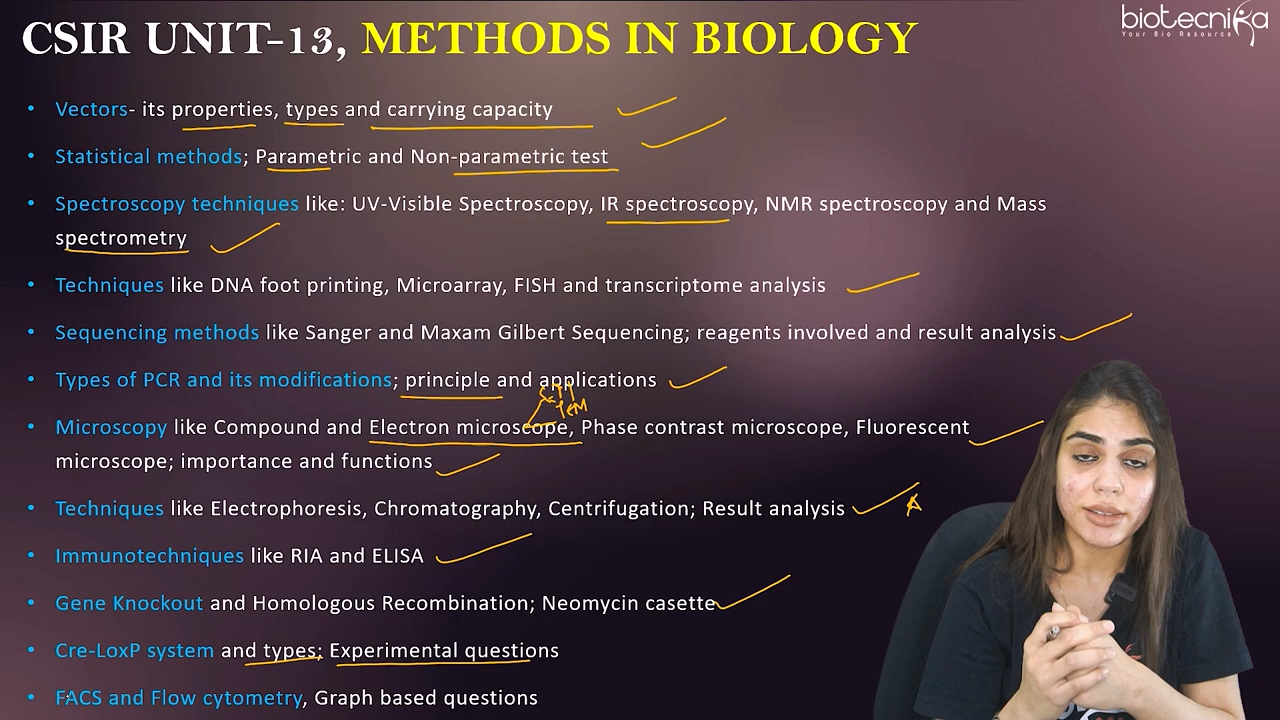 CSIR UNIT-13, METHODS IN BIOLOGY
biotecnika
Your Bio Resource
• Vectors- its properties, types and carrying capacity
• Statistical methods; Parametric and Non-parametric test
• Spectroscopy techniques like: UV-Visible Spectroscopy, IR spectroscopy, NMR spectroscopy and Mass
spectrometry
• Techniques like DNA foot printing, Microarray, FISH and transcriptome analysis
• Sequencing methods like Sanger and Maxam Gilbert Sequencing; reagents involved and result analysis
• Types of PCR and its modifications; principle and applications
TEM
• Microscopy like Compound and Electron microscope, Phase contrast microscope, Fluorescent
microscope; importance and functions
• Techniques like Electrophoresis, Chromatography, Centrifugation; Result analysis
• Immunotechniques like RIA and ELISA
• Gene Knockout and Homologous Recombination; Neomycin casette
• Cre-LoxP system and types; Experimental questions
• FACS and Flow cytometry, Graph based questions